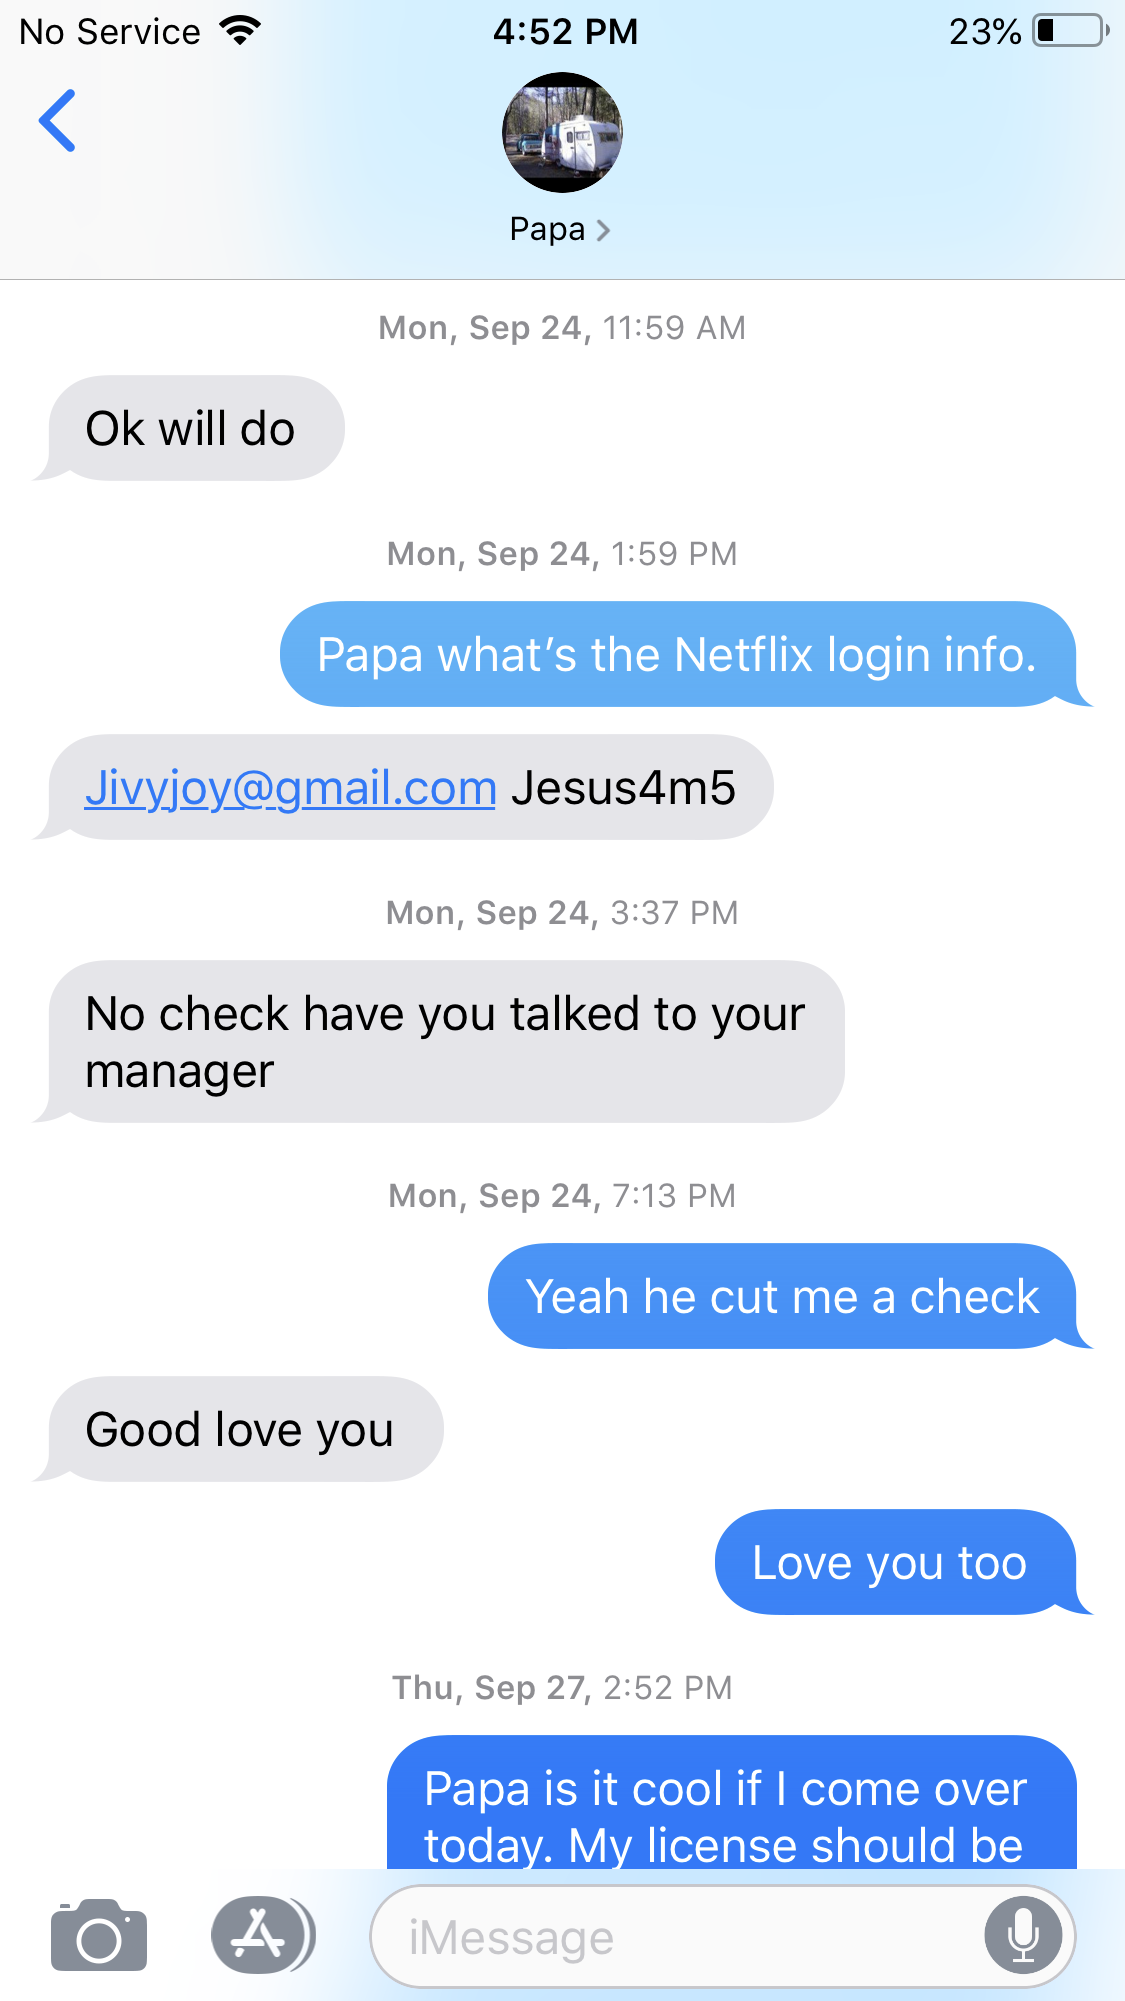 No Service 4:52 PM 23%
Papa
Mon, Sep 24, 11:59 AM
Ok will do
Mon, Sep 24, 1:59 PM
Papa what’s the Netflix login info.
Jivyjoy@gmail.com Jesus4m5
Mon, Sep 24, 3:37 PM
No check have you talked to your
manager
Mon, Sep 24, 7:13 PM
Yeah he cut me a check
Good love you
Love you too
Thu, Sep 27, 2:52 PM
Papa is it cool if I come over
today. My license should be
iMessage